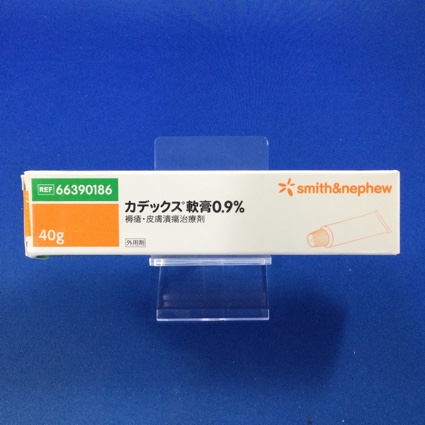 REF 66390186
smith&nephew
カデックス®軟膏0.9%
褥瘡・皮膚潰瘍治療剤
40g
外用剤